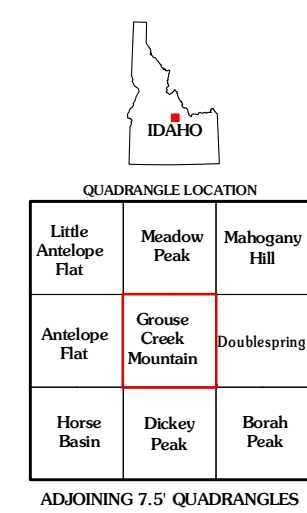 IDAHO
QUADRANGLE LOCATION
Little
Antelope
Flat
Meadow
Peak
Mahogany
Hill
Antelope
Flat
Grouse
Creek
Mountain
Doublespring
Horse
Basin
Dickey
Peak
Borah
Peak
ADJOINING 7.5' QUADRANGLES